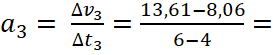 a₃ = Δv₃/Δt₃ = 13,61−8,06/6−4 =